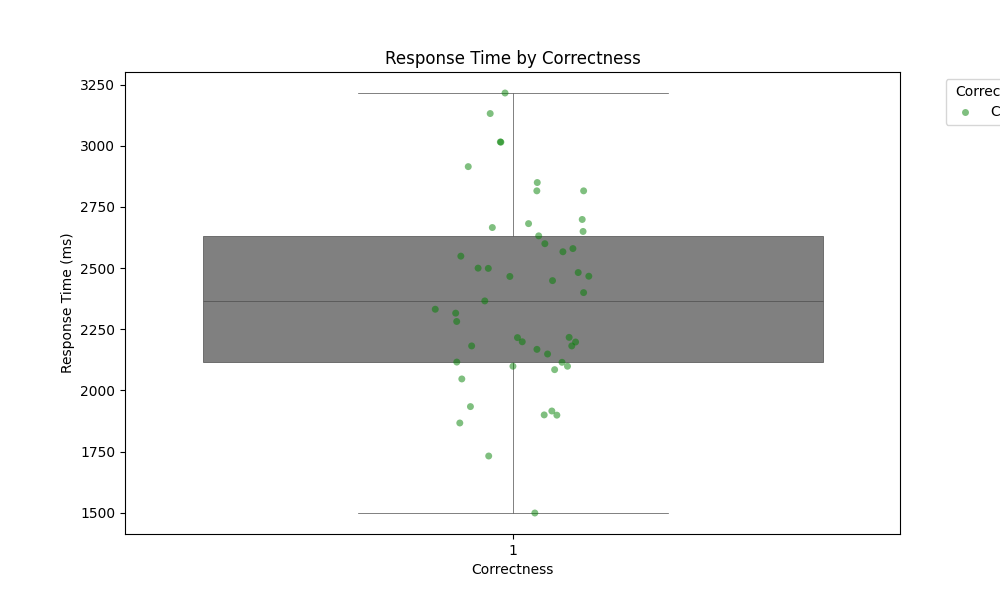 Response Time by Correctness
Response Time (ms)
3250
3000
2750
2500
2250
2000
1750
1500
1
Correctness
Correc
C